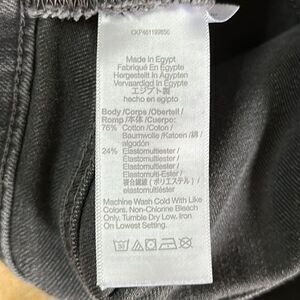 Made In Egypt
Fabriqué En Égypte
Hergestellt In Ägypten
Vervaardigd In Egypte
エジプト製
hecho en egipto
Body/Corps/Oberteil/
Romp/本体/Cuerpo:
76% Cotton/Coton/
Baumwolle/Katoen/綿/
algodón
24% Elastomultiester/
Élastomultiester/
Elastomultiester/
Elasthomulti-Ester/
複合繊維(ポリエステル)/
elastomultiester
Machine Wash Cold With Like
Colors. Non-Chlorine Bleach
Only. Tumble Dry Low. Iron
On Lowest Setting.